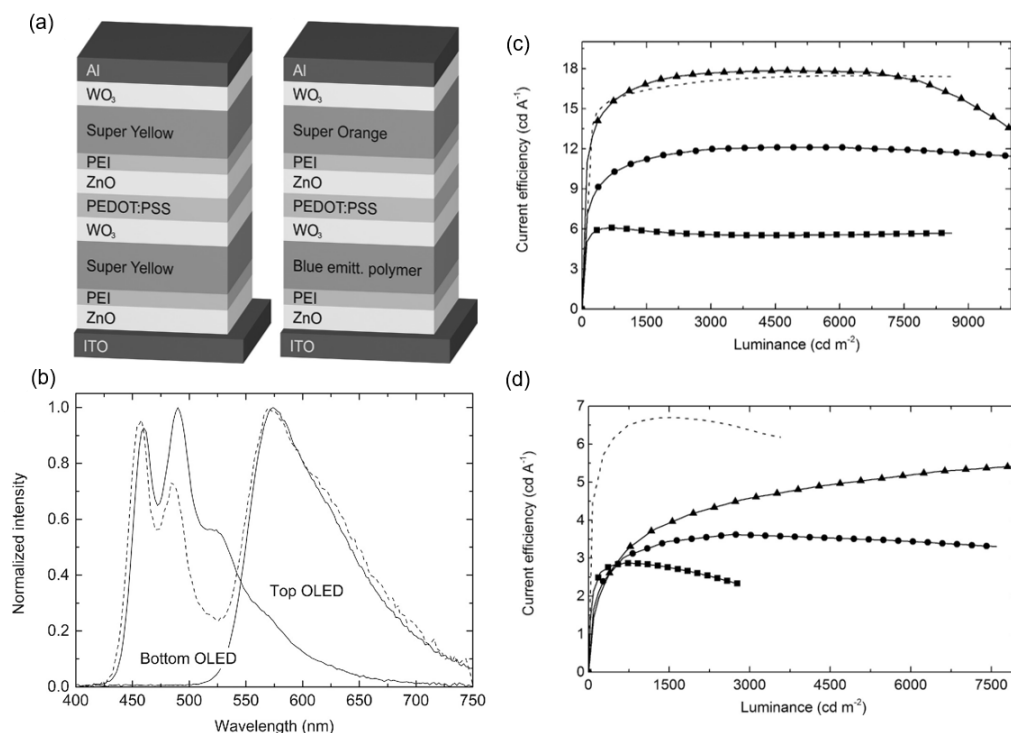 (a)
Al
WO₃
Super Yellow
PEI
ZnO
PEDOT:PSS
WO₃
Super Yellow
PEI
ZnO
ITO
Al
WO₃
Super Orange
PEI
ZnO
PEDOT:PSS
WO₃
Blue emitt. polymer
PEI
ZnO
ITO
(b)
Normalized intensity
1.0
0.8
0.6
0.4
0.2
0.0
Top OLED
Bottom OLED
400 450 500 550 600 650 700 750
Wavelength (nm)
(c)
Current efficiency (cd A⁻¹)
18
15
12
9
6
3
0
0 1500 3000 4500 6000 7500 9000
Luminance (cd m⁻²)
(d)
Current efficiency (cd A⁻¹)
7
6
5
4
3
2
1
0
0 1500 3000 4500 6000 7500
Luminance (cd m⁻²)